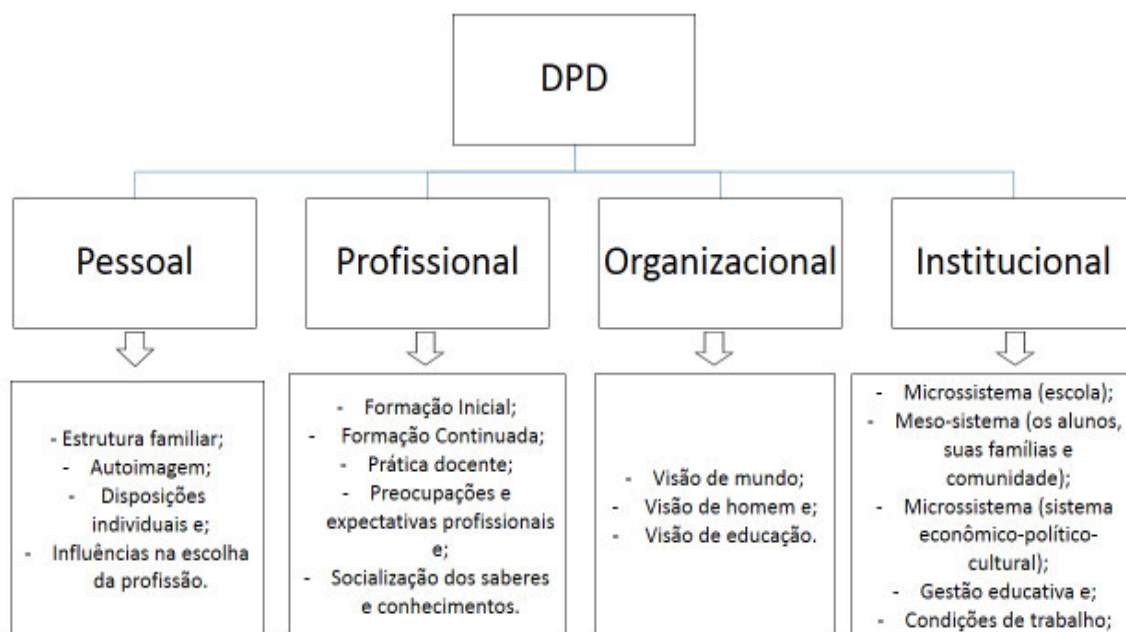 DPD
Pessoal
Profissional
Organizacional
Institucional
- Estrutura familiar;
- Autoimagem;
- Disposições
individuais e;
- Influências na escolha
da profissão.
- Formação Inicial;
- Formação Continuada;
- Prática docente;
- Preocupações e
expectativas profissionais
e;
- Socialização dos saberes
e conhecimentos.
- Visão de mundo;
- Visão de homem e;
- Visão de educação.
- Microssistema (escola);
- Meso-sistema (os alunos,
suas famílias e
comunidade);
- Microssistema (sistema
econômico-político-
cultural);
- Gestão educativa e;
- Condições de trabalho;